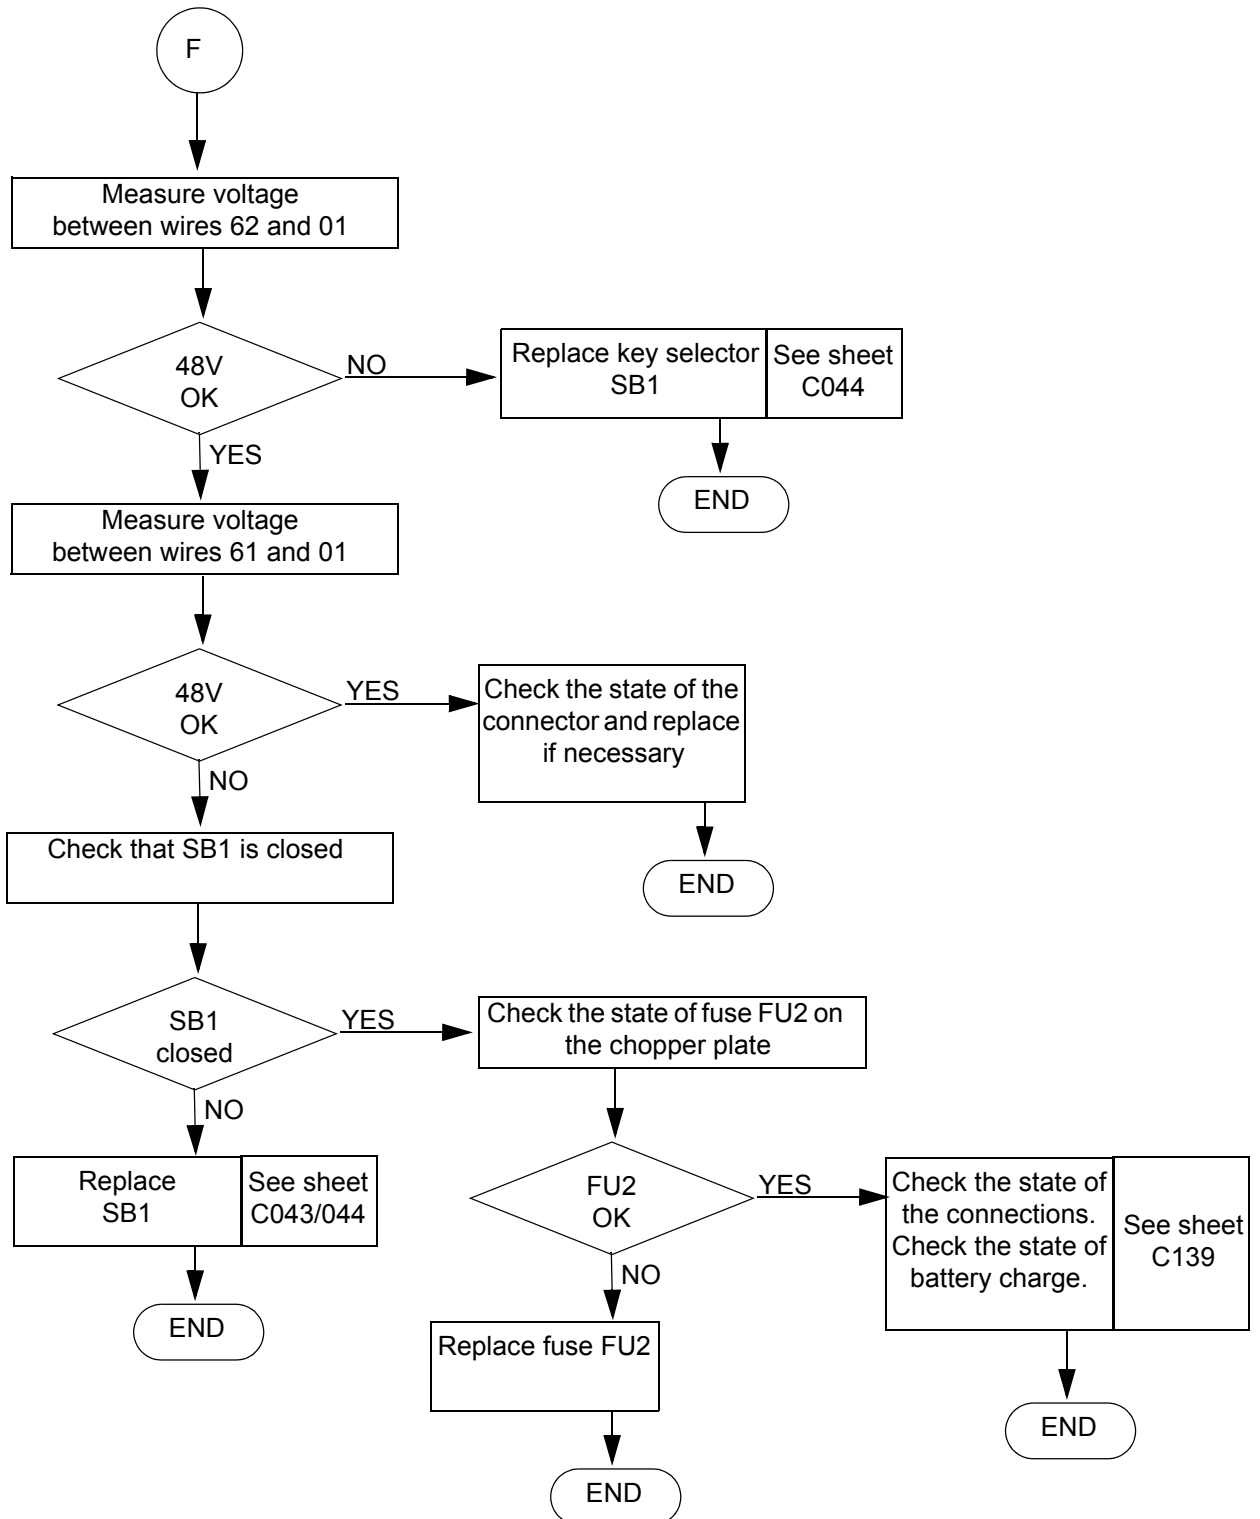 F
Measure voltage
between wires 62 and 01
48V
OK
NO
Replace key selector
SB1
See sheet
C044
YES
END
Measure voltage
between wires 61 and 01
48V
OK
YES
Check the state of the
connector and replace
if necessary
NO
END
Check that SB1 is closed
SB1
closed
YES
Check the state of fuse FU2 on
the chopper plate
NO
Replace
SB1
See sheet
C043/044
END
FU2
OK
YES
Check the state of
the connections.
Check the state of
battery charge.
See sheet
C139
NO
Replace fuse FU2
END
END